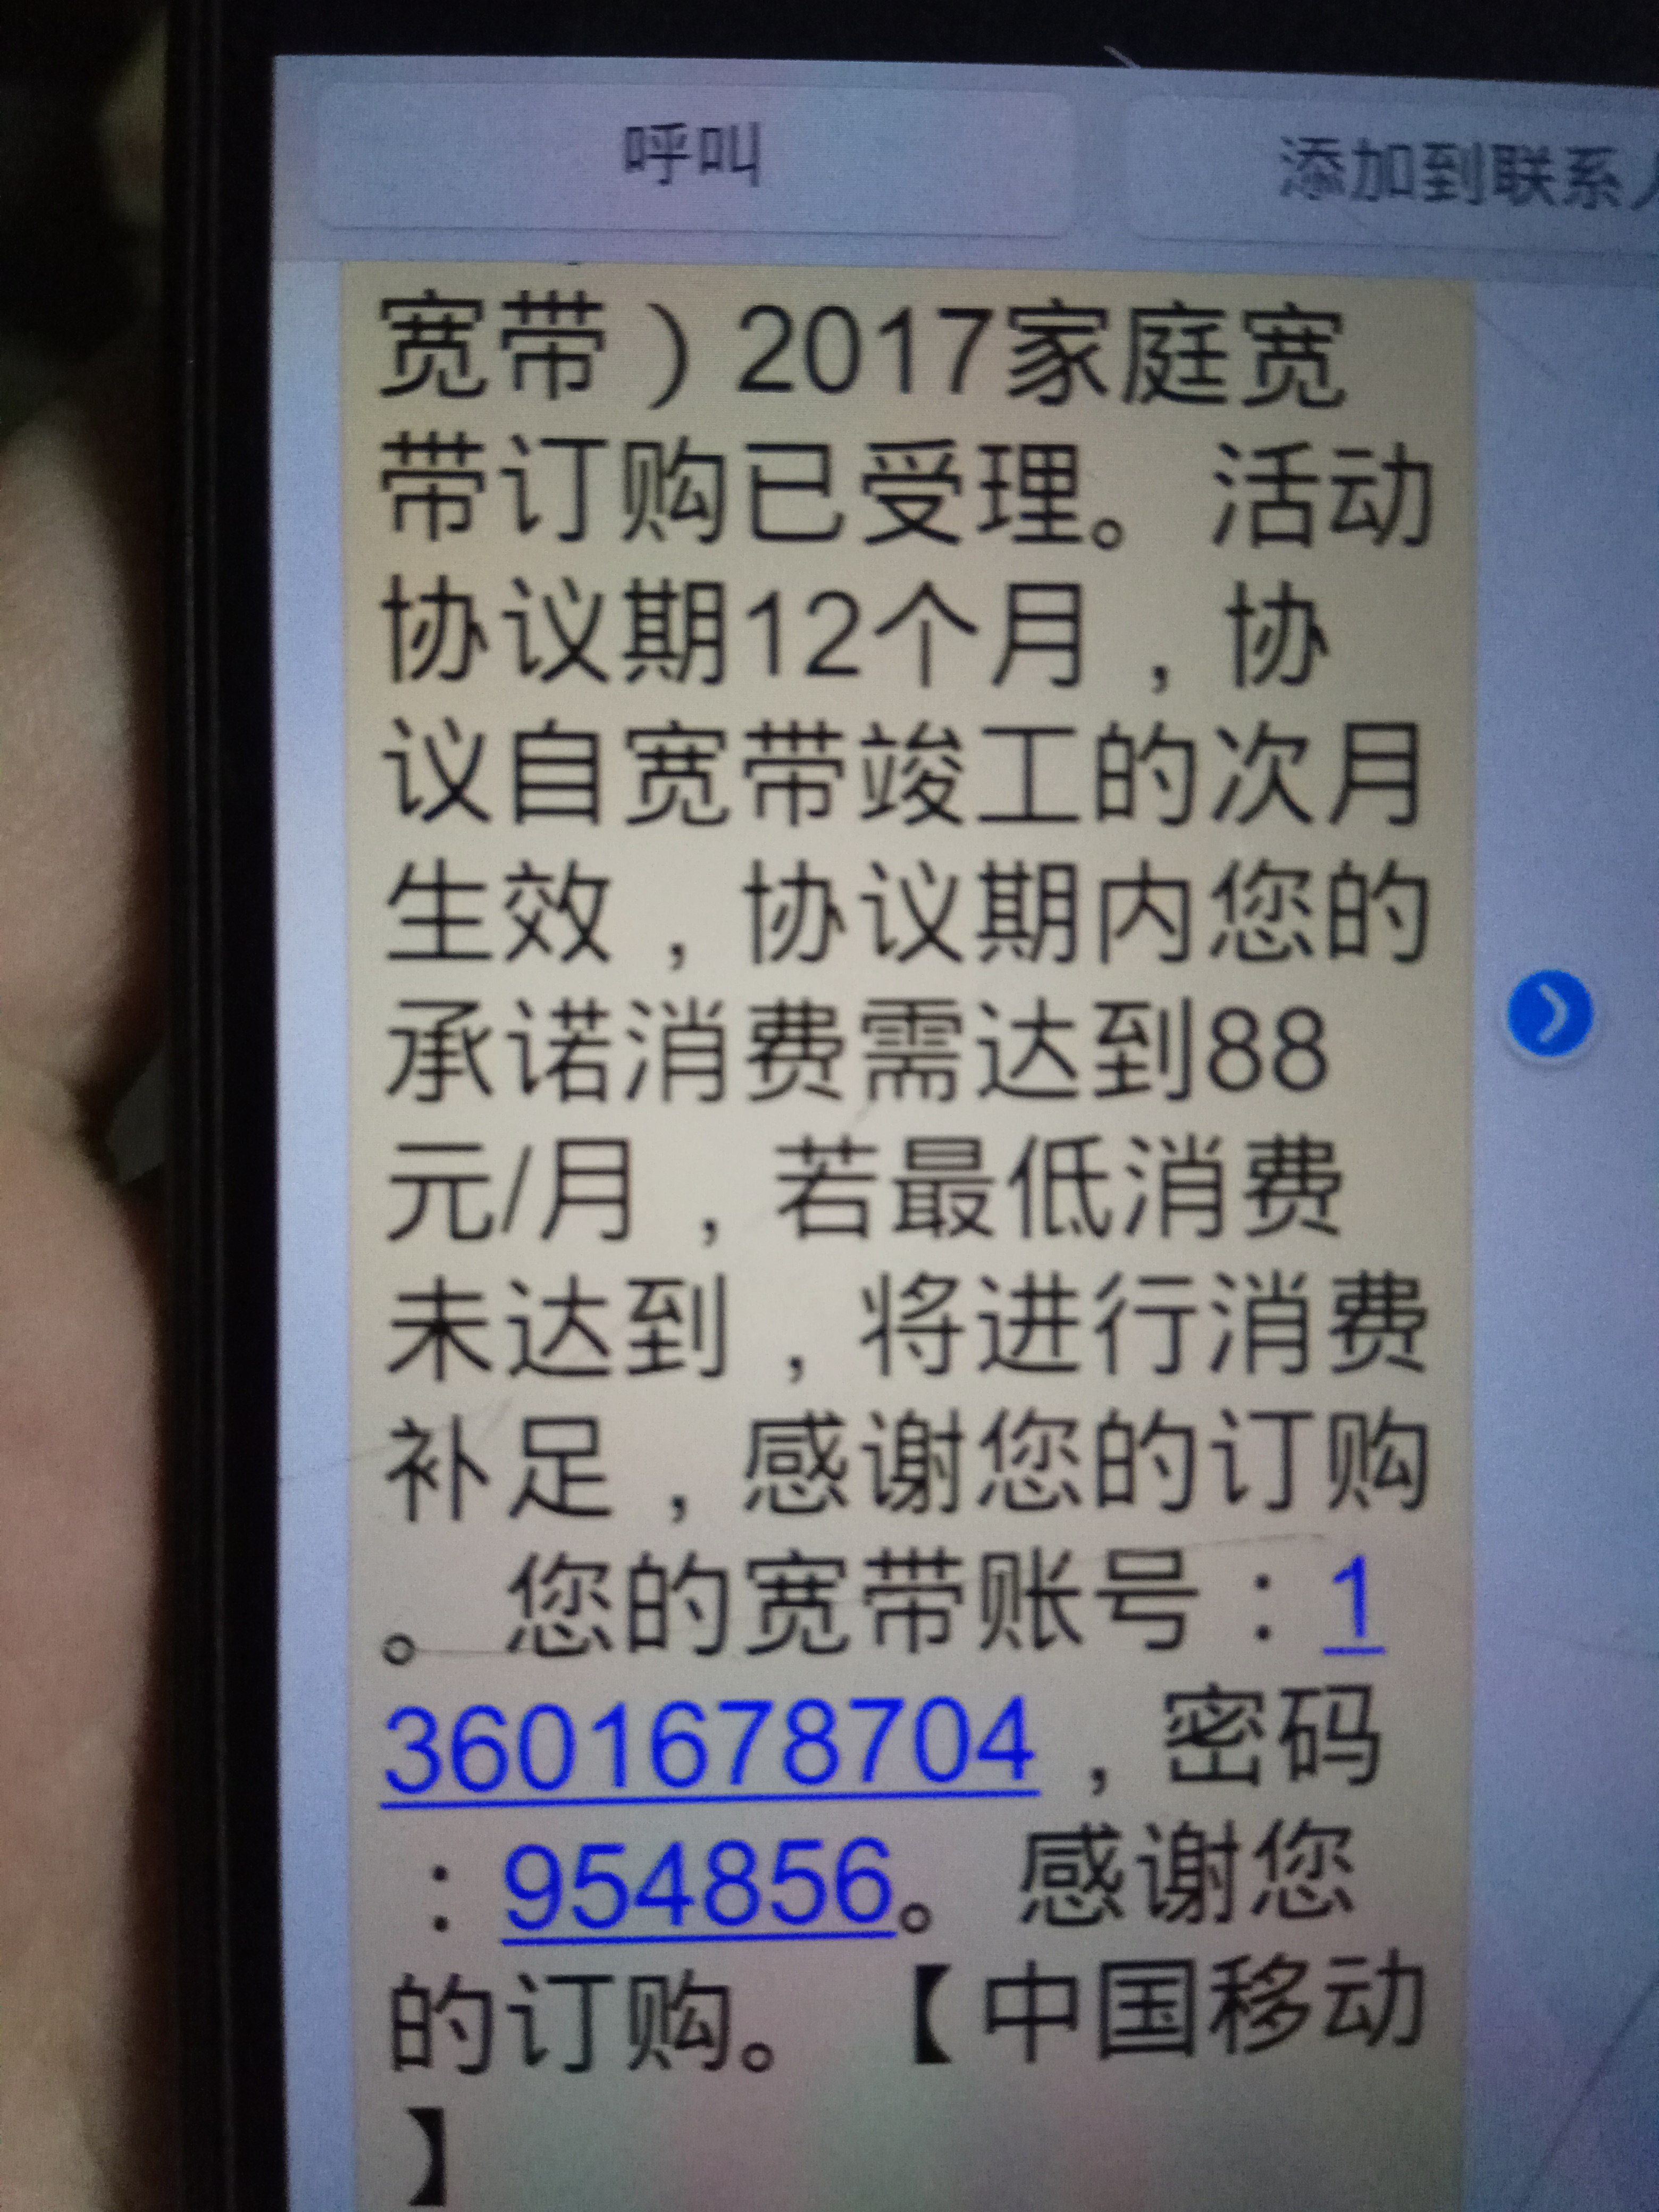 呼叫
添加到联系人
宽带）2017家庭宽
带订购已受理。活动
协议期12个月，协
议自宽带竣工的次月
生效，协议期内您的
承诺消费需达到88
元/月，若最低消费
未达到，将进行消费
补足，感谢您的订购
。您的宽带账号：1
3601678704，密码
：954856。感谢您
的订购。【中国移动
】